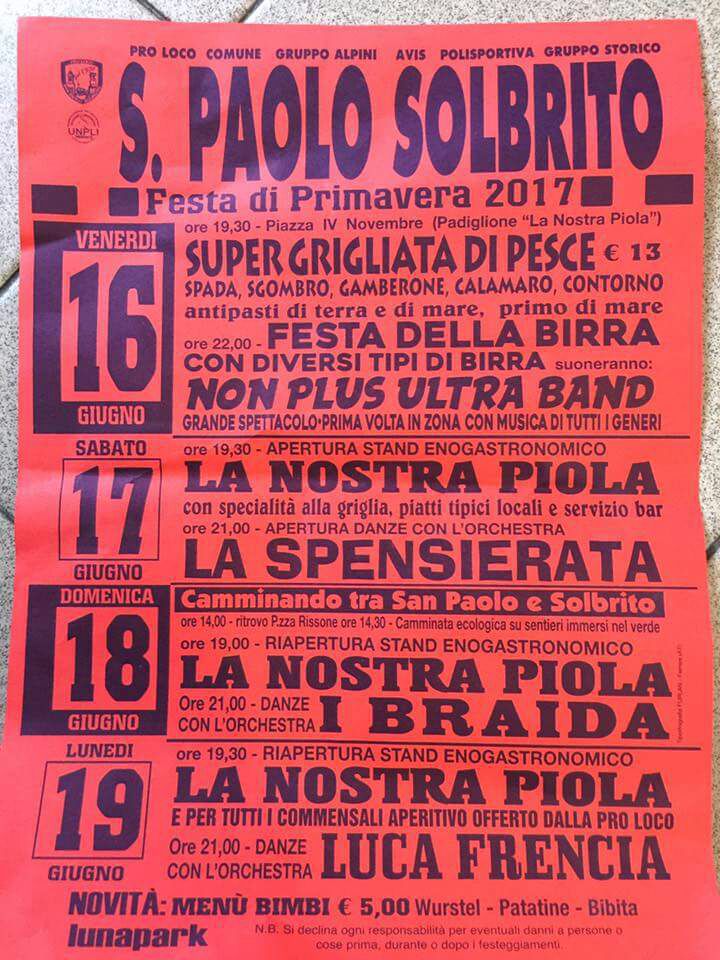 PRO LOCO COMUNE GRUPPO ALPINI AVIS POLISPORTIVA GRUPPO STORICO
UNPLI
S. PAOLO SOLBRITO
Festa di Primavera 2017
VENERDI
16
GIUGNO
ore 19,30 - Piazza IV Novembre (Padiglione "La Nostra Piola")
SUPER GRIGLIATA DI PESCE € 13
SPADA, SGOMBRO, GAMBERONE, CALAMARO, CONTORNO
antipasti di terra e di mare, primo di mare
ore 22,00 - FESTA DELLA BIRRA
CON DIVERSI TIPI DI BIRRA suoneranno:
NON PLUS ULTRA BAND
GRANDE SPETTACOLO•PRIMA VOLTA IN ZONA CON MUSICA DI TUTTI I GENERI
SABATO
17
GIUGNO
ore 19,30 - APERTURA STAND ENOGASTRONOMICO
LA NOSTRA PIOLA
con specialità alla griglia, piatti tipici locali e servizio bar
ore 21,00 - APERTURA DANZE CON L'ORCHESTRA
LA SPENSIERATA
DOMENICA
18
GIUGNO
Camminando tra San Paolo e Solbrito
ore 14,00 - ritrovo P.zza Rissone ore 14,30 - Camminata ecologica su sentieri immersi nel verde
ore 19,00 - RIAPERTURA STAND ENOGASTRONOMICO
LA NOSTRA PIOLA
Ore 21,00 - DANZE
CON L'ORCHESTRA I BRAIDA
LUNEDI
19
GIUGNO
ore 19,30 - RIAPERTURA STAND ENOGASTRONOMICO
LA NOSTRA PIOLA
E PER TUTTI I COMMENSALI APERITIVO OFFERTO DALLA PRO LOCO
Ore 21,00 - DANZE
CON L'ORCHESTRA LUCA FRENCIA
NOVITÀ: MENÙ BIMBI € 5,00 Wurstel - Patatine - Bibita
lunapark
N.B. Si declina ogni responsabilità per eventuali danni a persone o
cose prima, durante o dopo i festeggiamenti.